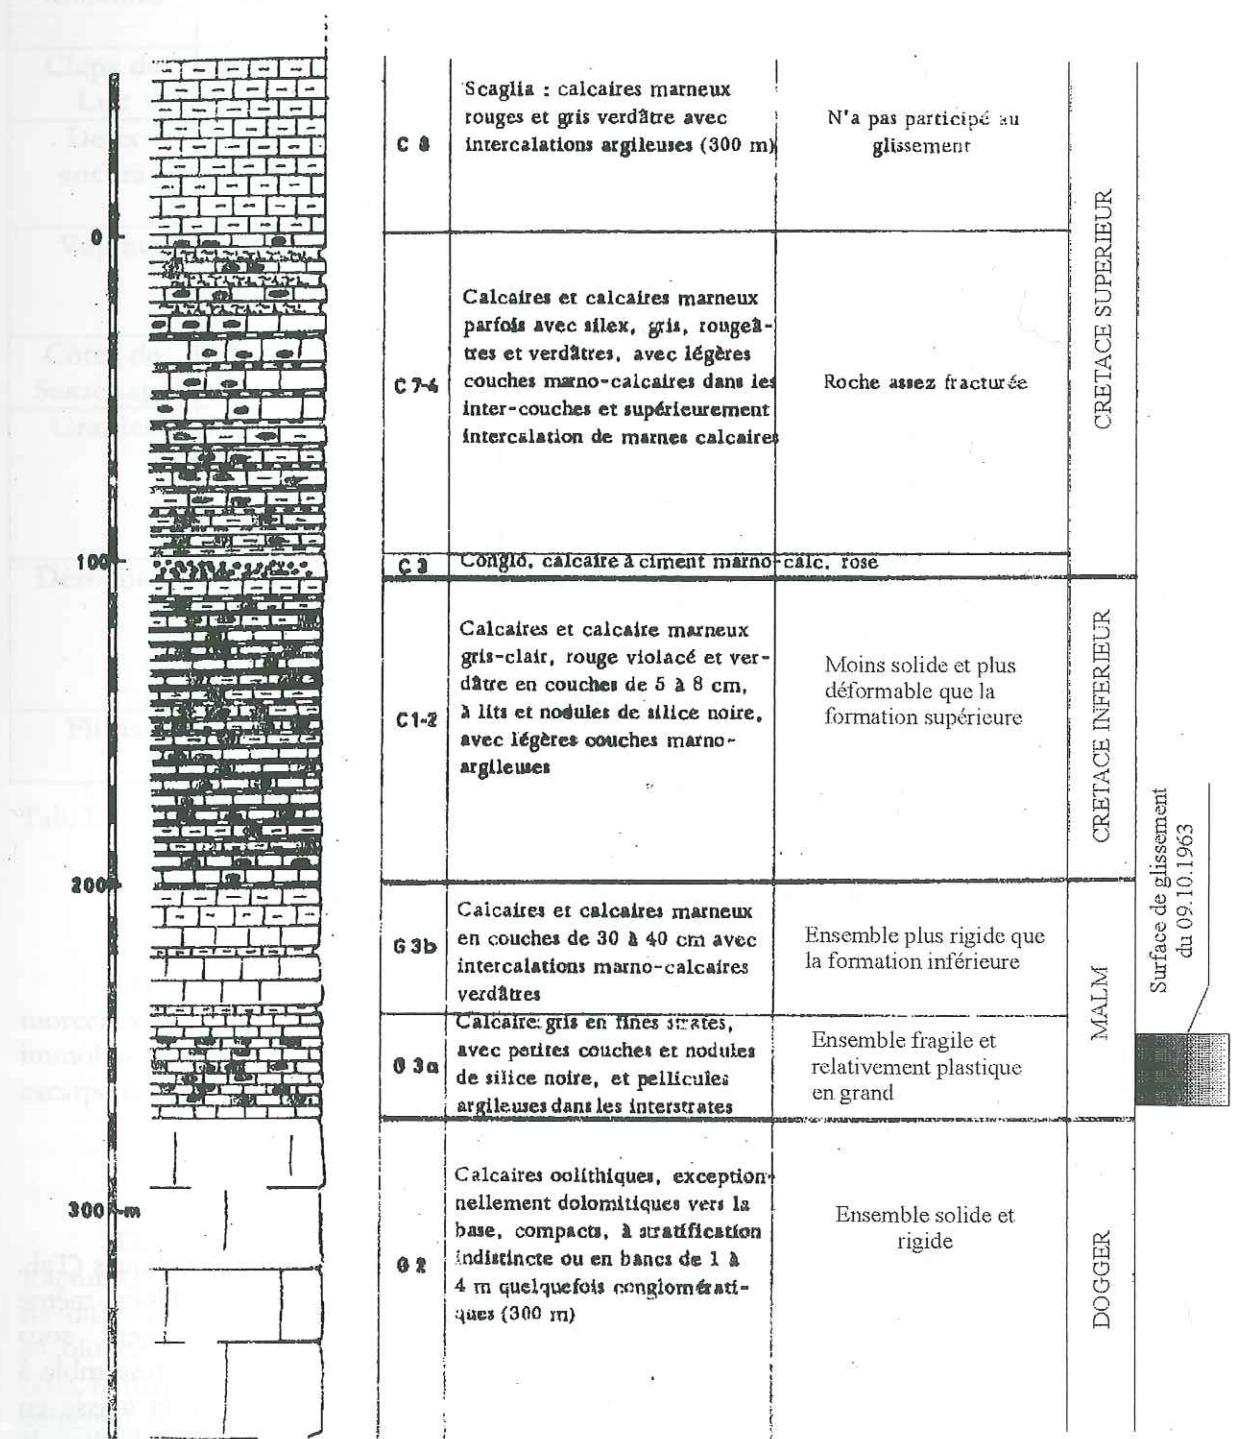 Scaglia : calcaires marneux
rouges et gris verdâtre avec
intercalations argileuses (300 m)
C 8
N'a pas participé au
glissement
0
Calcaires et calcaires marneux
parfois avec silex, gris, rougeâ-
tres et verdâtres, avec légères
couches marno-calcaires dans les
inter-couches et supérieurement
intercalation de marnes calcaires
C 7-4
Roche assez fracturée
CRETACE SUPERIEUR
100
C 3
Conglo, calcaire à ciment marno-calc. rose
Calcaires et calcaire marneux
gris-clair, rouge violacé et ver-
dâtre en couches de 5 à 8 cm,
à lits et nodules de silice noire,
avec légères couches marno-
argileuses
C1-2
Moins solide et plus
déformable que la
formation supérieure
CRETACE INFERIEUR
200
Calcaires et calcaires marneux
en couches de 30 à 40 cm avec
intercalations marno-calcaires
verdâtres
G 3b
Ensemble plus rigide que
la formation inférieure
Calcaire gris en fines strates,
avec petites couches et nodules
de silice noire, et pellicules
argileuses dans les interstrates
G 3a
Ensemble fragile et
relativement plastique
en grand
MALM
Surface de glissement
du 09.10.1963
300 m
Calcaires oolithiques, exception-
nellement dolomitiques vers la
base, compacts, à stratification
indistincte ou en bancs de 1 à
4 m quelquefois conglomérati-
ques (300 m)
G 2
Ensemble solide et
rigide
DOGGER